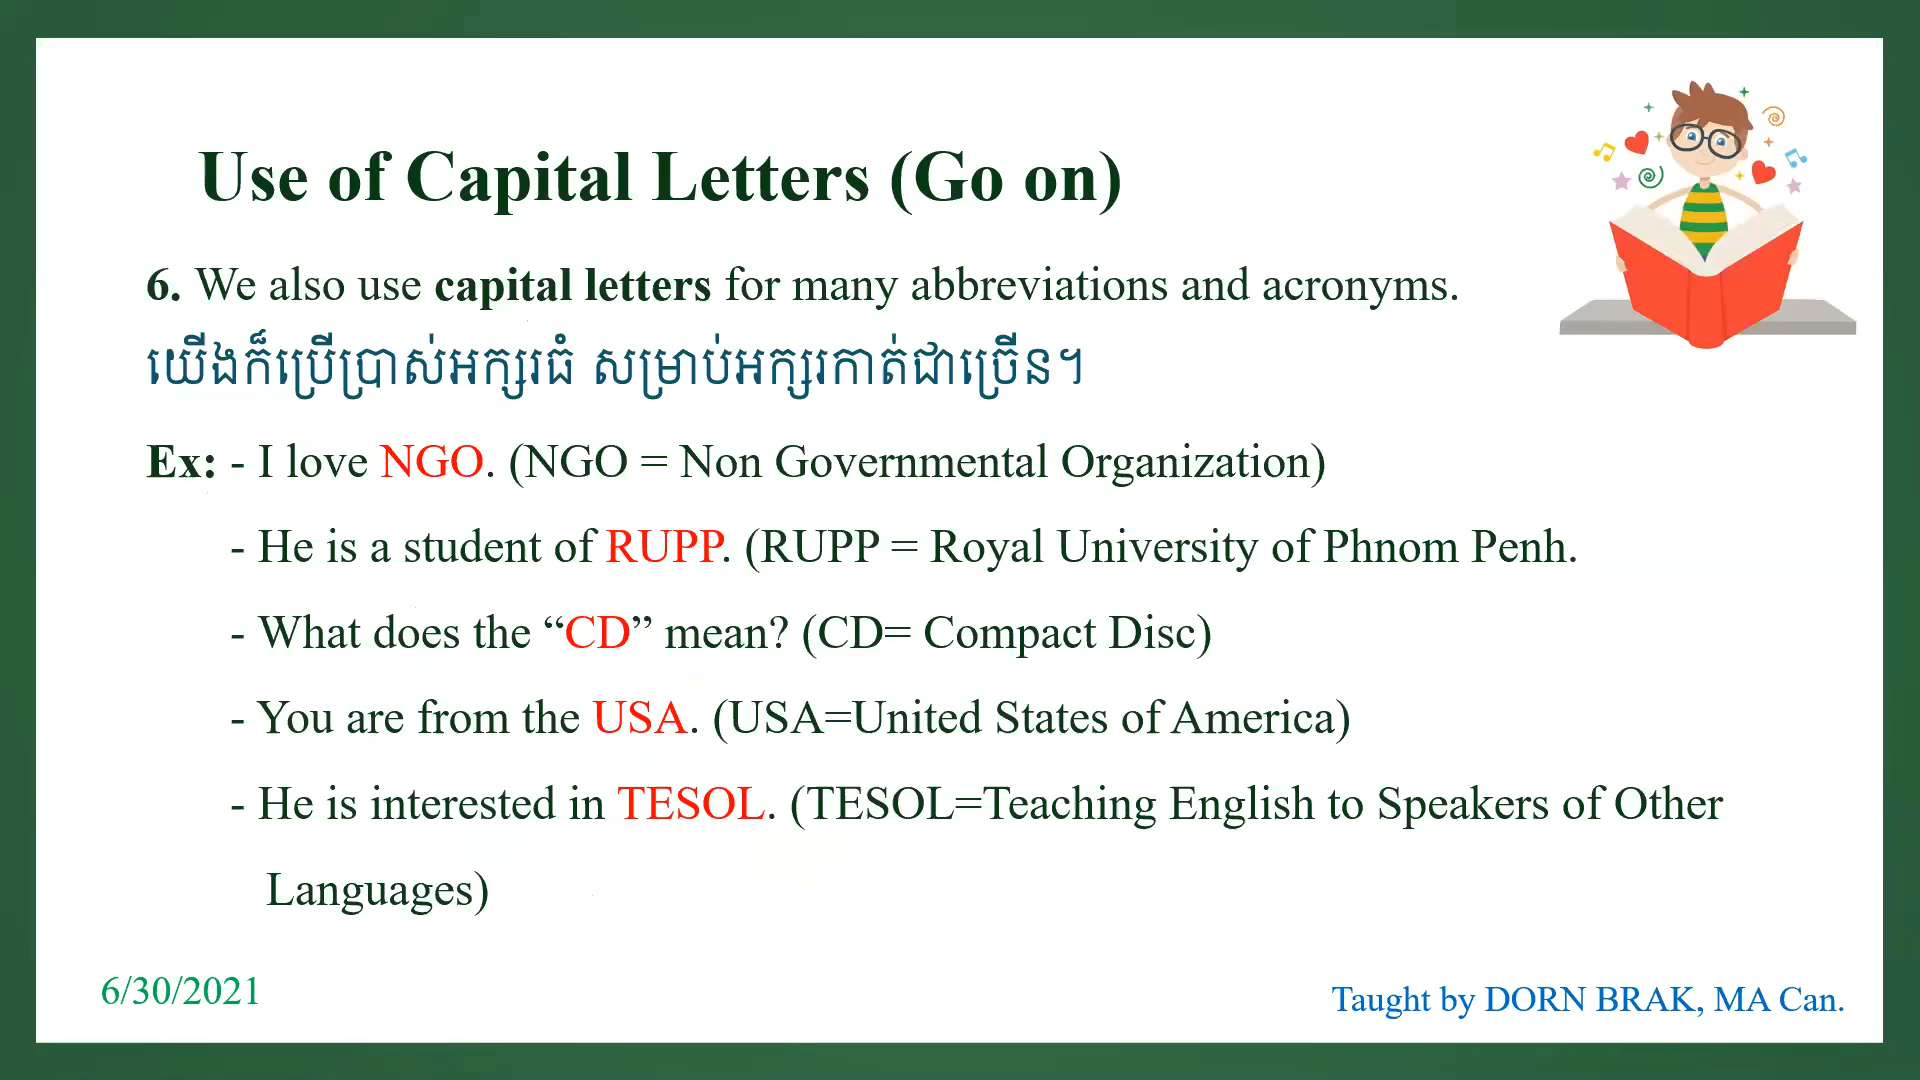 Use of Capital Letters (Go on)
6. We also use capital letters for many abbreviations and acronyms.
យើងក៏ប្រើប្រាស់អក្សរធំ សម្រាប់អក្សរកាត់ជាច្រើន។
Ex: - I love NGO. (NGO = Non Governmental Organization)
- He is a student of RUPP. (RUPP = Royal University of Phnom Penh.
- What does the “CD” mean? (CD= Compact Disc)
- You are from the USA. (USA=United States of America)
- He is interested in TESOL. (TESOL=Teaching English to Speakers of Other
Languages)
6/30/2021
Taught by DORN BRAK, MA Can.